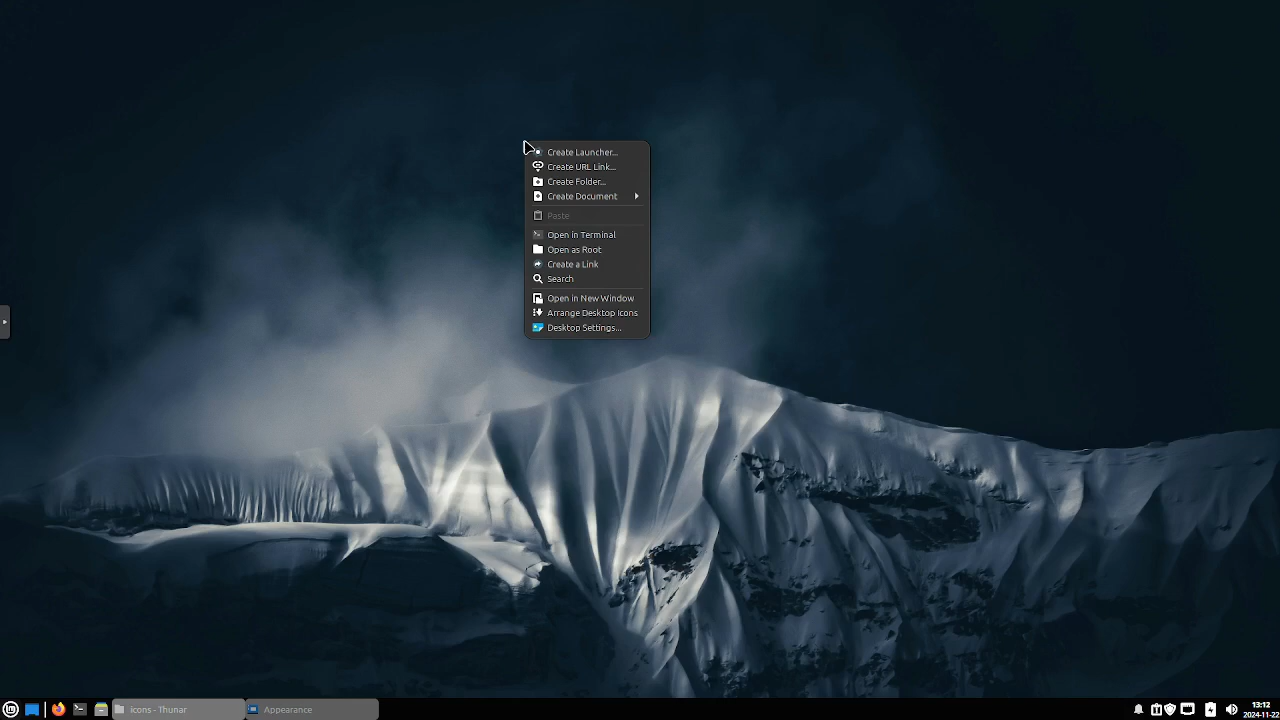 Create Launcher...
Create URL Link...
Create Folder...
Create Document
Paste
Open in Terminal
Open as Root
Create a Link
Search
Open in New Window
Arrange Desktop Icons
Desktop Settings...
icons - Thunar
Appearance
13:12
2024-11-22